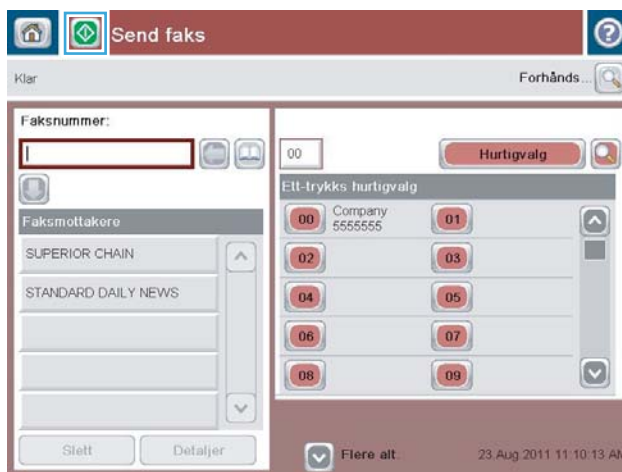 Send faks
Klar
Forhånds...
Faksnummer:
00
Hurtigvalg
Ett-trykks hurtigvalg
Faksmottakere
00 Company 01
5555555
SUPERIOR CHAIN
02 03
STANDARD DAILY NEWS
04 05
06 07
08 09
Slett Detaljer
Flere alt.
23.Aug.2011 11:10:13 AM